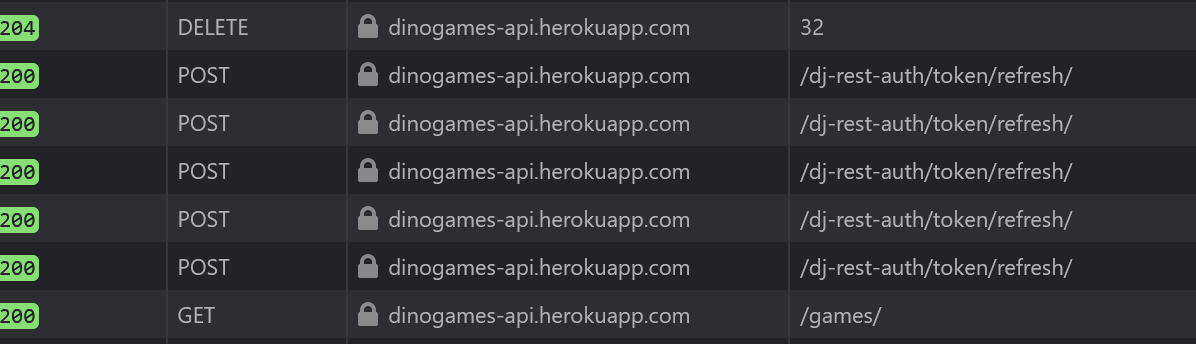 204 DELETE dinogames-api.herokuapp.com 32
200 POST dinogames-api.herokuapp.com /dj-rest-auth/token/refresh/
200 POST dinogames-api.herokuapp.com /dj-rest-auth/token/refresh/
200 POST dinogames-api.herokuapp.com /dj-rest-auth/token/refresh/
200 POST dinogames-api.herokuapp.com /dj-rest-auth/token/refresh/
200 POST dinogames-api.herokuapp.com /dj-rest-auth/token/refresh/
200 GET dinogames-api.herokuapp.com /games/